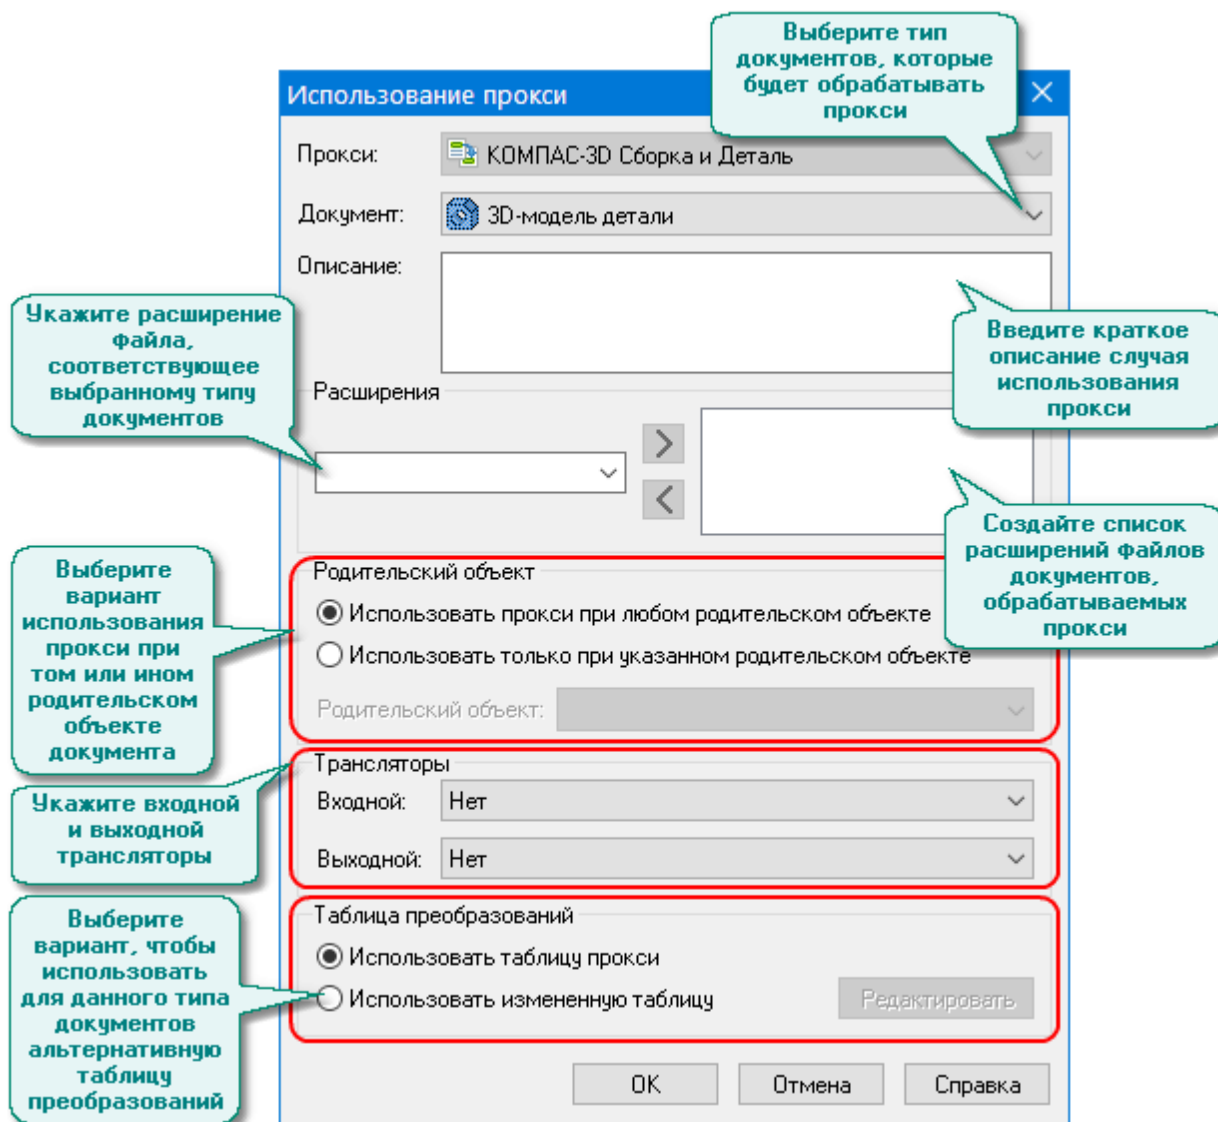 Выберите тип
документов, которые
будет обрабатывать
прокси
Использование прокси
Прокси:
КОМПАС-3D Сборка и Деталь
Документ:
3D-модель детали
Описание:
Укажите расширение
файла,
соответствующее
выбранному типу
документов
Введите краткое
описание случая
использования
прокси
Расширения
Создайте список
расширений файлов
документов,
обрабатываемых
прокси
Выберите
вариант
использования
прокси при
том или ином
родительском
объекте
документа
Родительский объект
Использовать прокси при любом родительском объекте
Использовать только при указанном родительском объекте
Родительский объект:
Укажите входной
и выходной
трансляторы
Трансляторы
Входной:
Нет
Выходной:
Нет
Выберите
вариант, чтобы
использовать
для данного типа
документов
альтернативную
таблицу
преобразований
Таблица преобразований
Использовать таблицу прокси
Использовать измененную таблицу
Редактировать
OK
Отмена
Справка